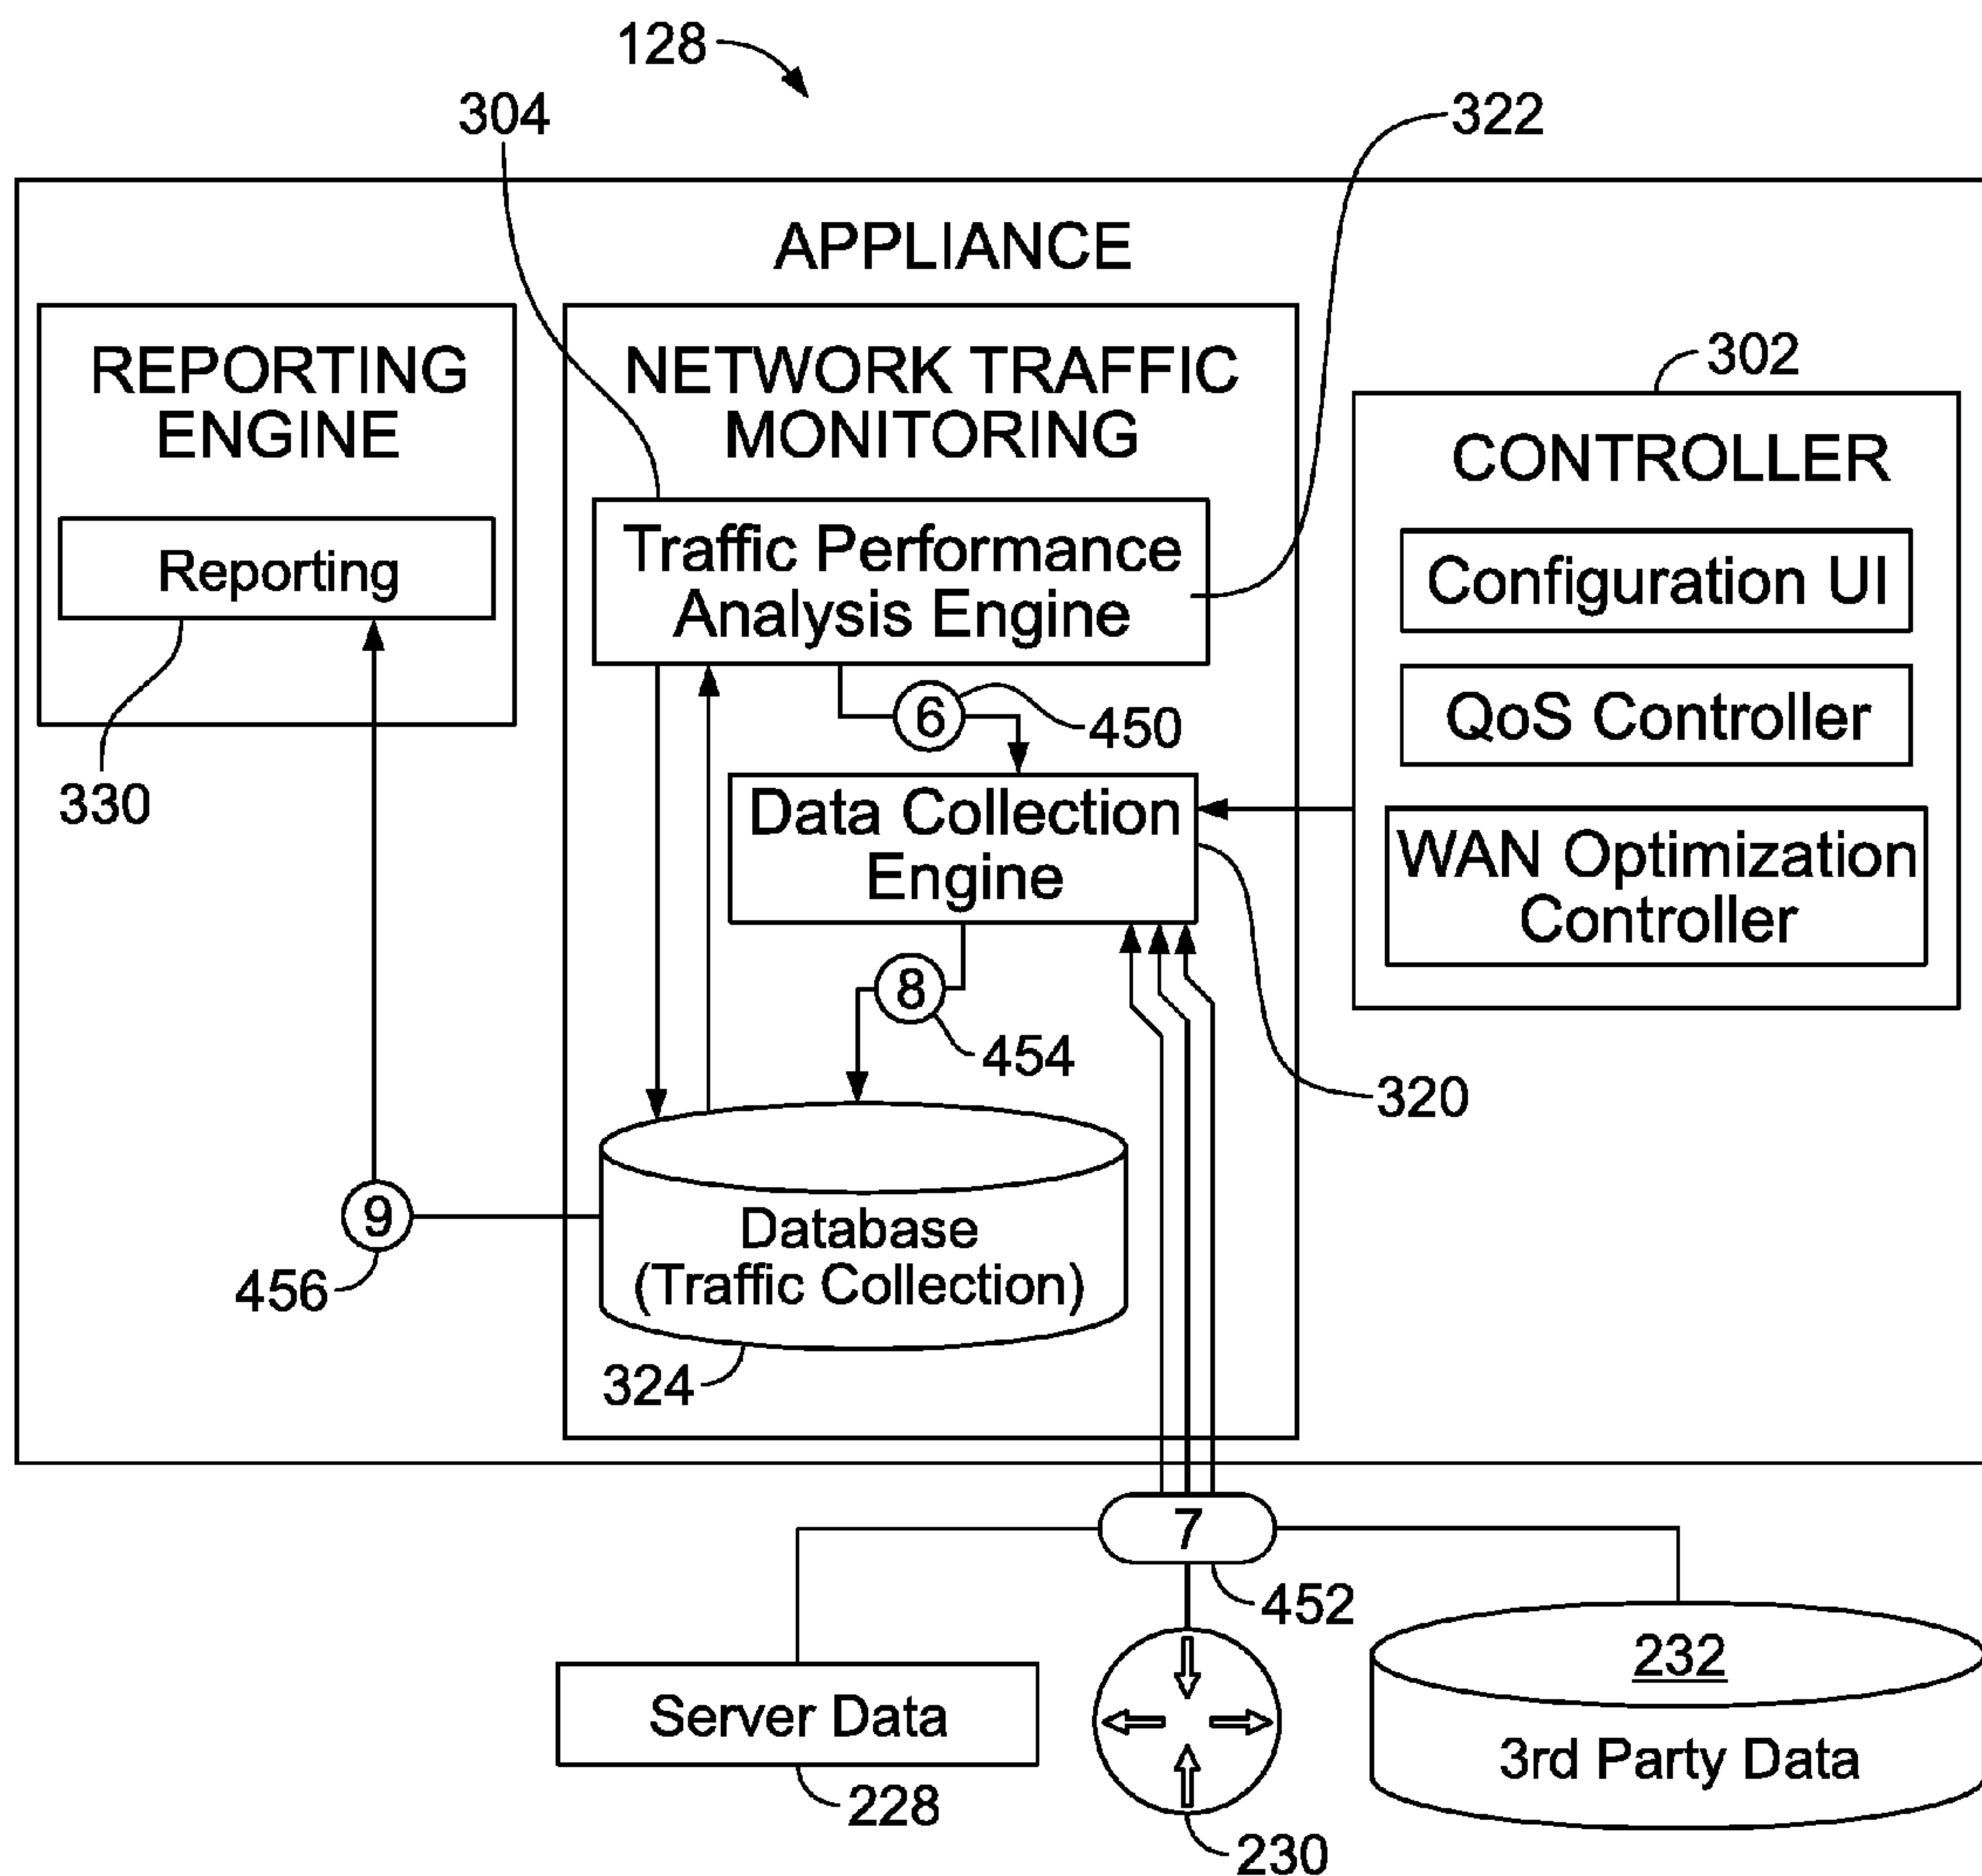 128
304
322
APPLIANCE
REPORTING
ENGINE
Reporting
330
NETWORK TRAFFIC
MONITORING
Traffic Performance
Analysis Engine
6
450
Data Collection
Engine
8
454
320
302
CONTROLLER
Configuration UI
QoS Controller
WAN Optimization
Controller
9
456
Database
(Traffic Collection)
324
7
452
Server Data
228
230
232
3rd Party Data